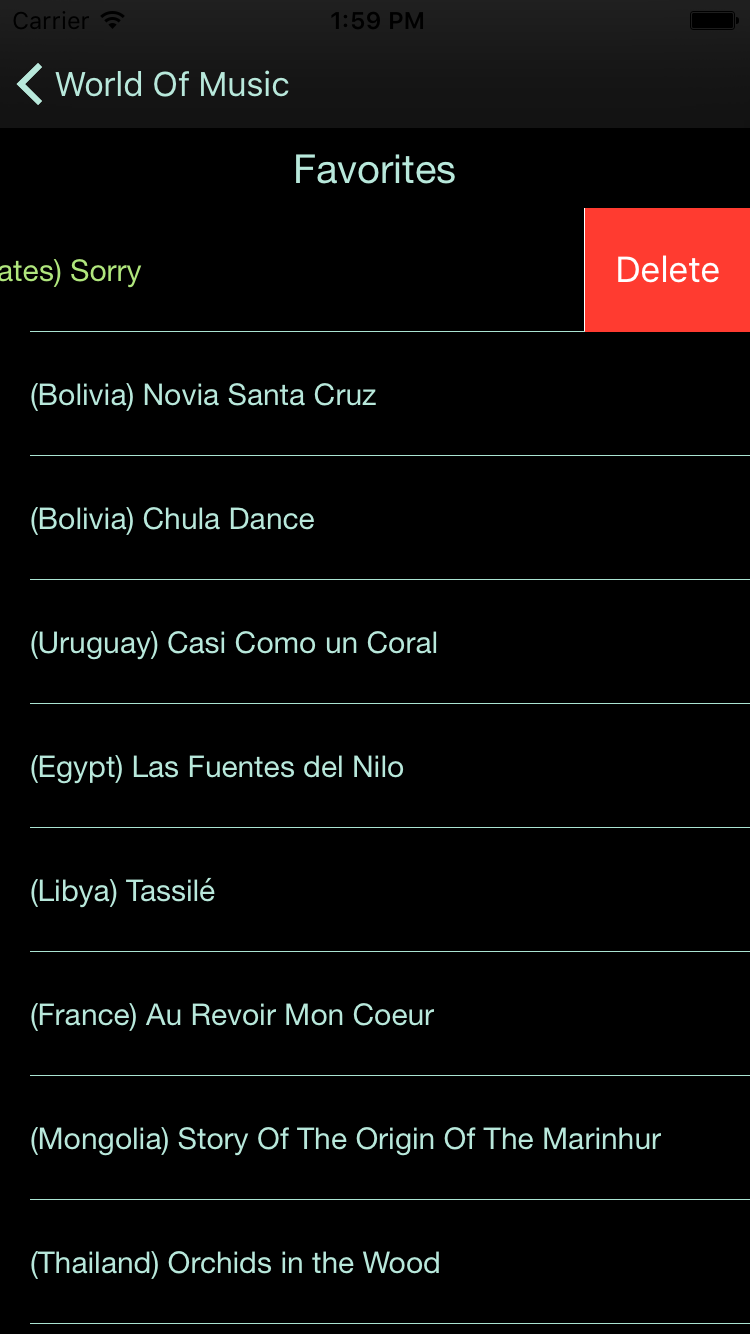 Carrier 1:59 PM
World Of Music
Favorites
ates) Sorry Delete
(Bolivia) Novia Santa Cruz
(Bolivia) Chula Dance
(Uruguay) Casi Como un Coral
(Egypt) Las Fuentes del Nilo
(Libya) Tassilé
(France) Au Revoir Mon Coeur
(Mongolia) Story Of The Origin Of The Marinhur
(Thailand) Orchids in the Wood